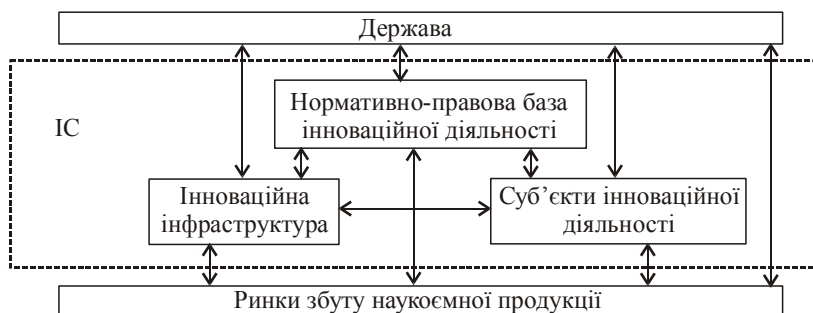 Держава
Нормативно-правова база
інноваційної діяльності
ІС
Інноваційна
інфраструктура
Суб’єкти інноваційної
діяльності
Ринки збуту наукоємної продукції